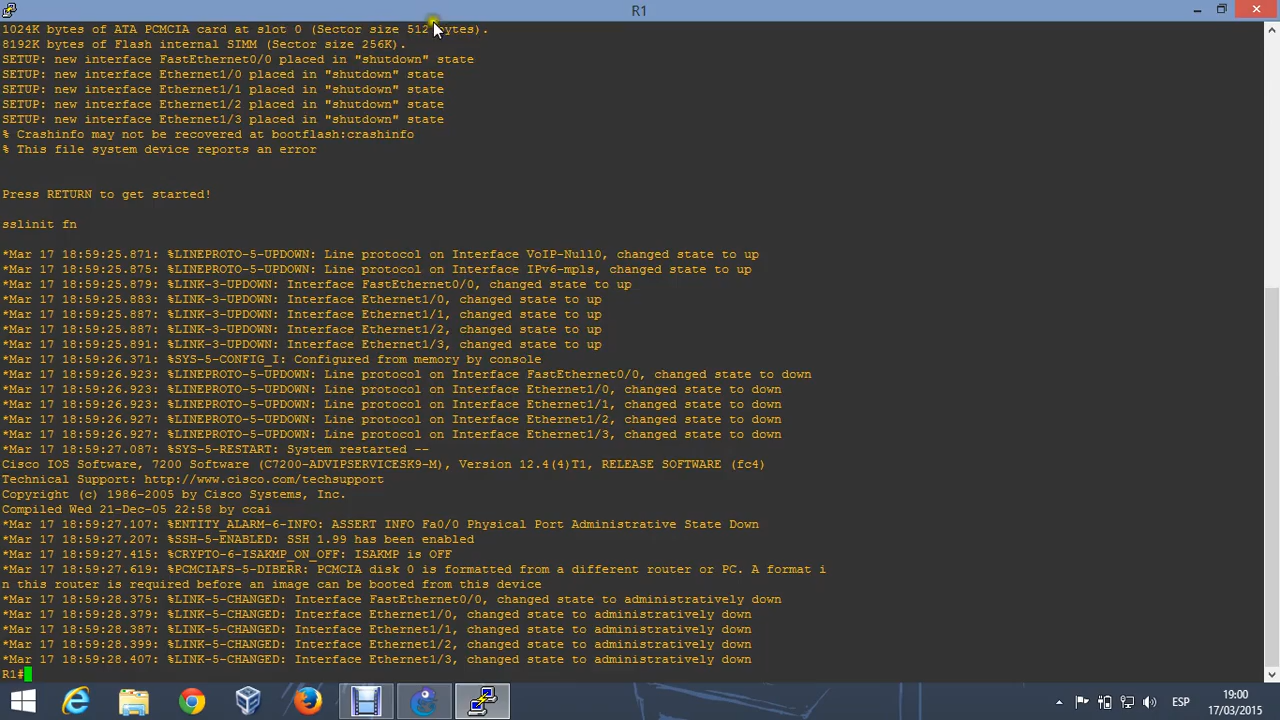 R1
1024K bytes of ATA PCMCIA card at slot 0 (Sector size 512 bytes).
8192K bytes of Flash internal SIMM (Sector size 256K).
SETUP: new interface FastEthernet0/0 placed in "shutdown" state
SETUP: new interface Ethernet1/0 placed in "shutdown" state
SETUP: new interface Ethernet1/1 placed in "shutdown" state
SETUP: new interface Ethernet1/2 placed in "shutdown" state
SETUP: new interface Ethernet1/3 placed in "shutdown" state
% Crashinfo may not be recovered at bootflash:crashinfo
% This file system device reports an error
Press RETURN to get started!
sslinit fn
*Mar 17 18:59:25.871: %LINEPROTO-5-UPDOWN: Line protocol on Interface VoIP-Null0, changed state to up
*Mar 17 18:59:25.875: %LINEPROTO-5-UPDOWN: Line protocol on Interface IPv6-mpls, changed state to up
*Mar 17 18:59:25.879: %LINK-3-UPDOWN: Interface FastEthernet0/0, changed state to up
*Mar 17 18:59:25.883: %LINK-3-UPDOWN: Interface Ethernet1/0, changed state to up
*Mar 17 18:59:25.887: %LINK-3-UPDOWN: Interface Ethernet1/1, changed state to up
*Mar 17 18:59:25.887: %LINK-3-UPDOWN: Interface Ethernet1/2, changed state to up
*Mar 17 18:59:25.891: %LINK-3-UPDOWN: Interface Ethernet1/3, changed state to up
*Mar 17 18:59:26.371: %SYS-5-CONFIG_I: Configured from memory by console
*Mar 17 18:59:26.923: %LINEPROTO-5-UPDOWN: Line protocol on Interface FastEthernet0/0, changed state to down
*Mar 17 18:59:26.923: %LINEPROTO-5-UPDOWN: Line protocol on Interface Ethernet1/0, changed state to down
*Mar 17 18:59:26.923: %LINEPROTO-5-UPDOWN: Line protocol on Interface Ethernet1/1, changed state to down
*Mar 17 18:59:26.927: %LINEPROTO-5-UPDOWN: Line protocol on Interface Ethernet1/2, changed state to down
*Mar 17 18:59:26.927: %LINEPROTO-5-UPDOWN: Line protocol on Interface Ethernet1/3, changed state to down
*Mar 17 18:59:27.087: %SYS-5-RESTART: System restarted --
Cisco IOS Software, 7200 Software (C7200-ADVIPSERVICESK9-M), Version 12.4(4)T1, RELEASE SOFTWARE (fc4)
Technical Support: http://www.cisco.com/techsupport
Copyright (c) 1986-2005 by Cisco Systems, Inc.
Compiled Wed 21-Dec-05 22:58 by ccai
*Mar 17 18:59:27.107: %ENTITY_ALARM-6-INFO: ASSERT INFO Fa0/0 Physical Port Administrative State Down
*Mar 17 18:59:27.207: %SSH-5-ENABLED: SSH 1.99 has been enabled
*Mar 17 18:59:27.415: %CRYPTO-6-ISAKMP_ON_OFF: ISAKMP is OFF
*Mar 17 18:59:27.619: %PCMCIAFS-5-DIBERR: PCMCIA disk 0 is formatted from a different router or PC. A format i
n this router is required before an image can be booted from this device
*Mar 17 18:59:28.375: %LINK-5-CHANGED: Interface FastEthernet0/0, changed state to administratively down
*Mar 17 18:59:28.379: %LINK-5-CHANGED: Interface Ethernet1/0, changed state to administratively down
*Mar 17 18:59:28.387: %LINK-5-CHANGED: Interface Ethernet1/1, changed state to administratively down
*Mar 17 18:59:28.399: %LINK-5-CHANGED: Interface Ethernet1/2, changed state to administratively down
*Mar 17 18:59:28.407: %LINK-5-CHANGED: Interface Ethernet1/3, changed state to administratively down
R1#
ESP
19:00
17/03/2015